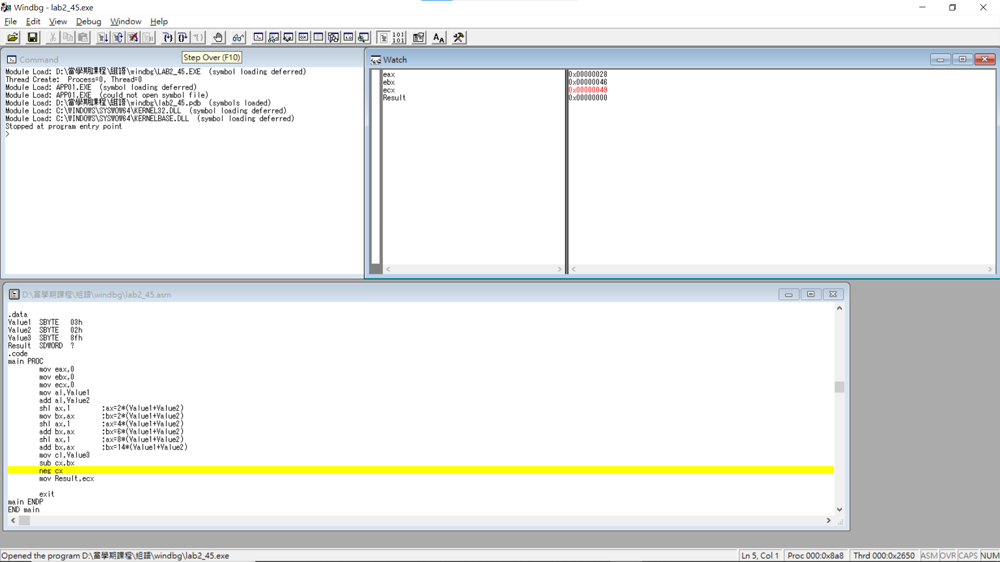 Windbg - lab2_45.exe
File Edit View Debug Window Help
Command
Step Over (F10)
Module Load: D:\當學期課程\組語\windbg\LAB2_45.EXE (symbol loading deferred)
Thread Create: Process=0, Thread=0
Module Load: APP01.EXE (symbol loading deferred)
Module Load: APP01.EXE (could not open symbol file)
Module Load: D:\當學期課程\組語\windbg\lab2_45.pdb (symbols loaded)
Module Load: C:\WINDOWS\SYSWOW64\KERNEL32.DLL (symbol loading deferred)
Module Load: C:\WINDOWS\SYSWOW64\KERNELBASE.DLL (symbol loading deferred)
Stopped at program entry point
>
Watch
eax 0x00000028
ebx 0x00000046
ecx 0x00000049
Result 0x00000000
D:\當學期課程\組語\windbg\lab2_45.asm
.data
Value1 SBYTE 03h
Value2 SBYTE 02h
Value3 SBYTE 8fh
Result SDWORD ?
.code
main PROC
mov eax,0
mov ebx,0
mov ecx,0
mov al,Value1
add al,Value2
shl ax,1 ;ax=2*(Value1+Value2)
mov bx,ax ;bx=2*(Value1+Value2)
shl ax,1 ;ax=4*(Value1+Value2)
add bx,ax ;bx=6*(Value1+Value2)
shl ax,1 ;ax=8*(Value1+Value2)
add bx,ax ;bx=14*(Value1+Value2)
mov cl,Value3
sub cx,bx
neg cx
mov Result,ecx
exit
main ENDP
END main
Opened the program D:\當學期課程\組語\windbg\lab2_45.exe
Ln 5, Col 1 Proc 000:0x8a8 Thrd 000:0x2650 ASM OVR CAPS NUM